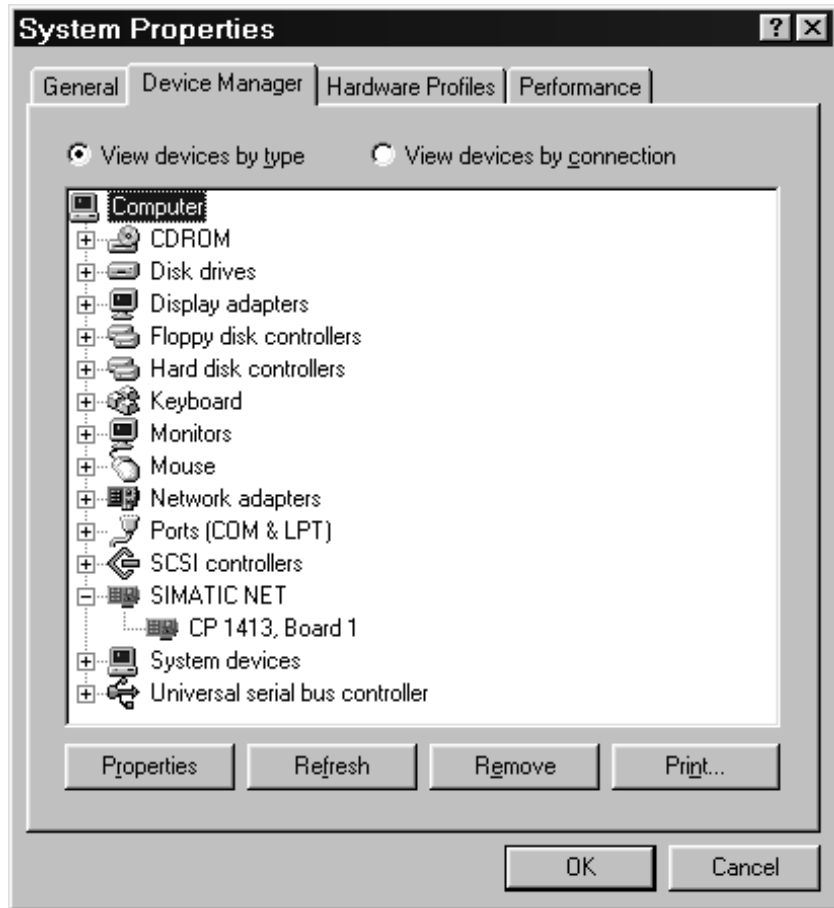 System Properties
General Device Manager Hardware Profiles Performance
View devices by type View devices by connection
Computer
CDROM
Disk drives
Display adapters
Floppy disk controllers
Hard disk controllers
Keyboard
Monitors
Mouse
Network adapters
Ports (COM & LPT)
SCSI controllers
SIMATIC NET
CP 1413, Board 1
System devices
Universal serial bus controller
Properties Refresh Remove Print...
OK Cancel